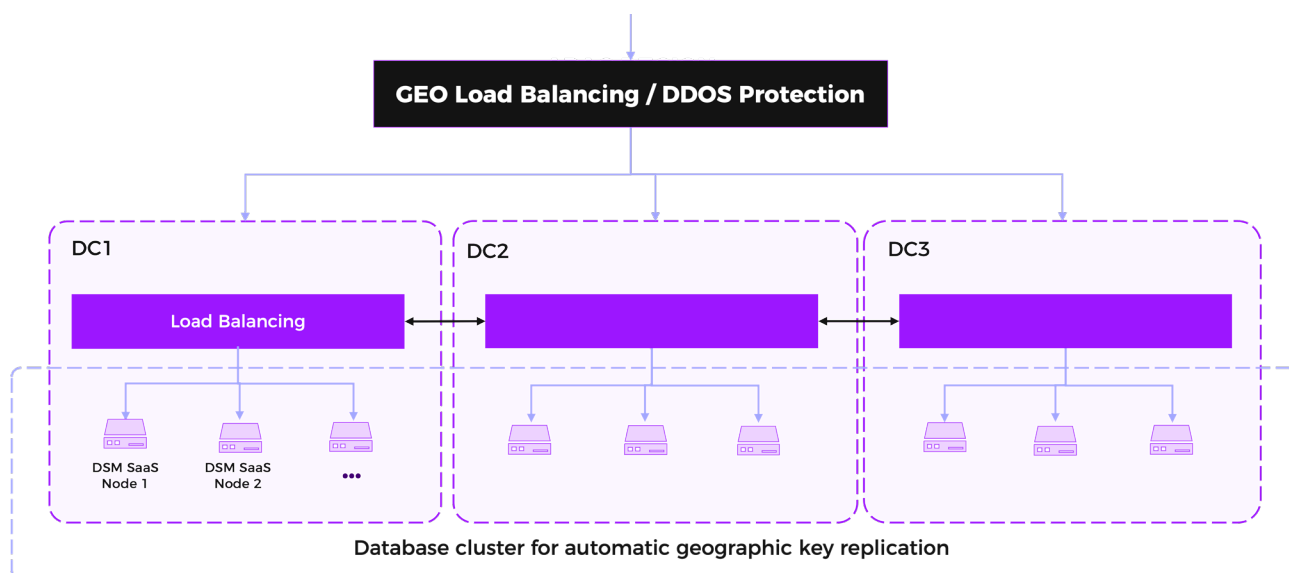 GEO Load Balancing / DDOS Protection
DC1
DC2
DC3
Load Balancing
DSM SaaS
Node 1
DSM SaaS
Node 2
•••
Database cluster for automatic geographic key replication